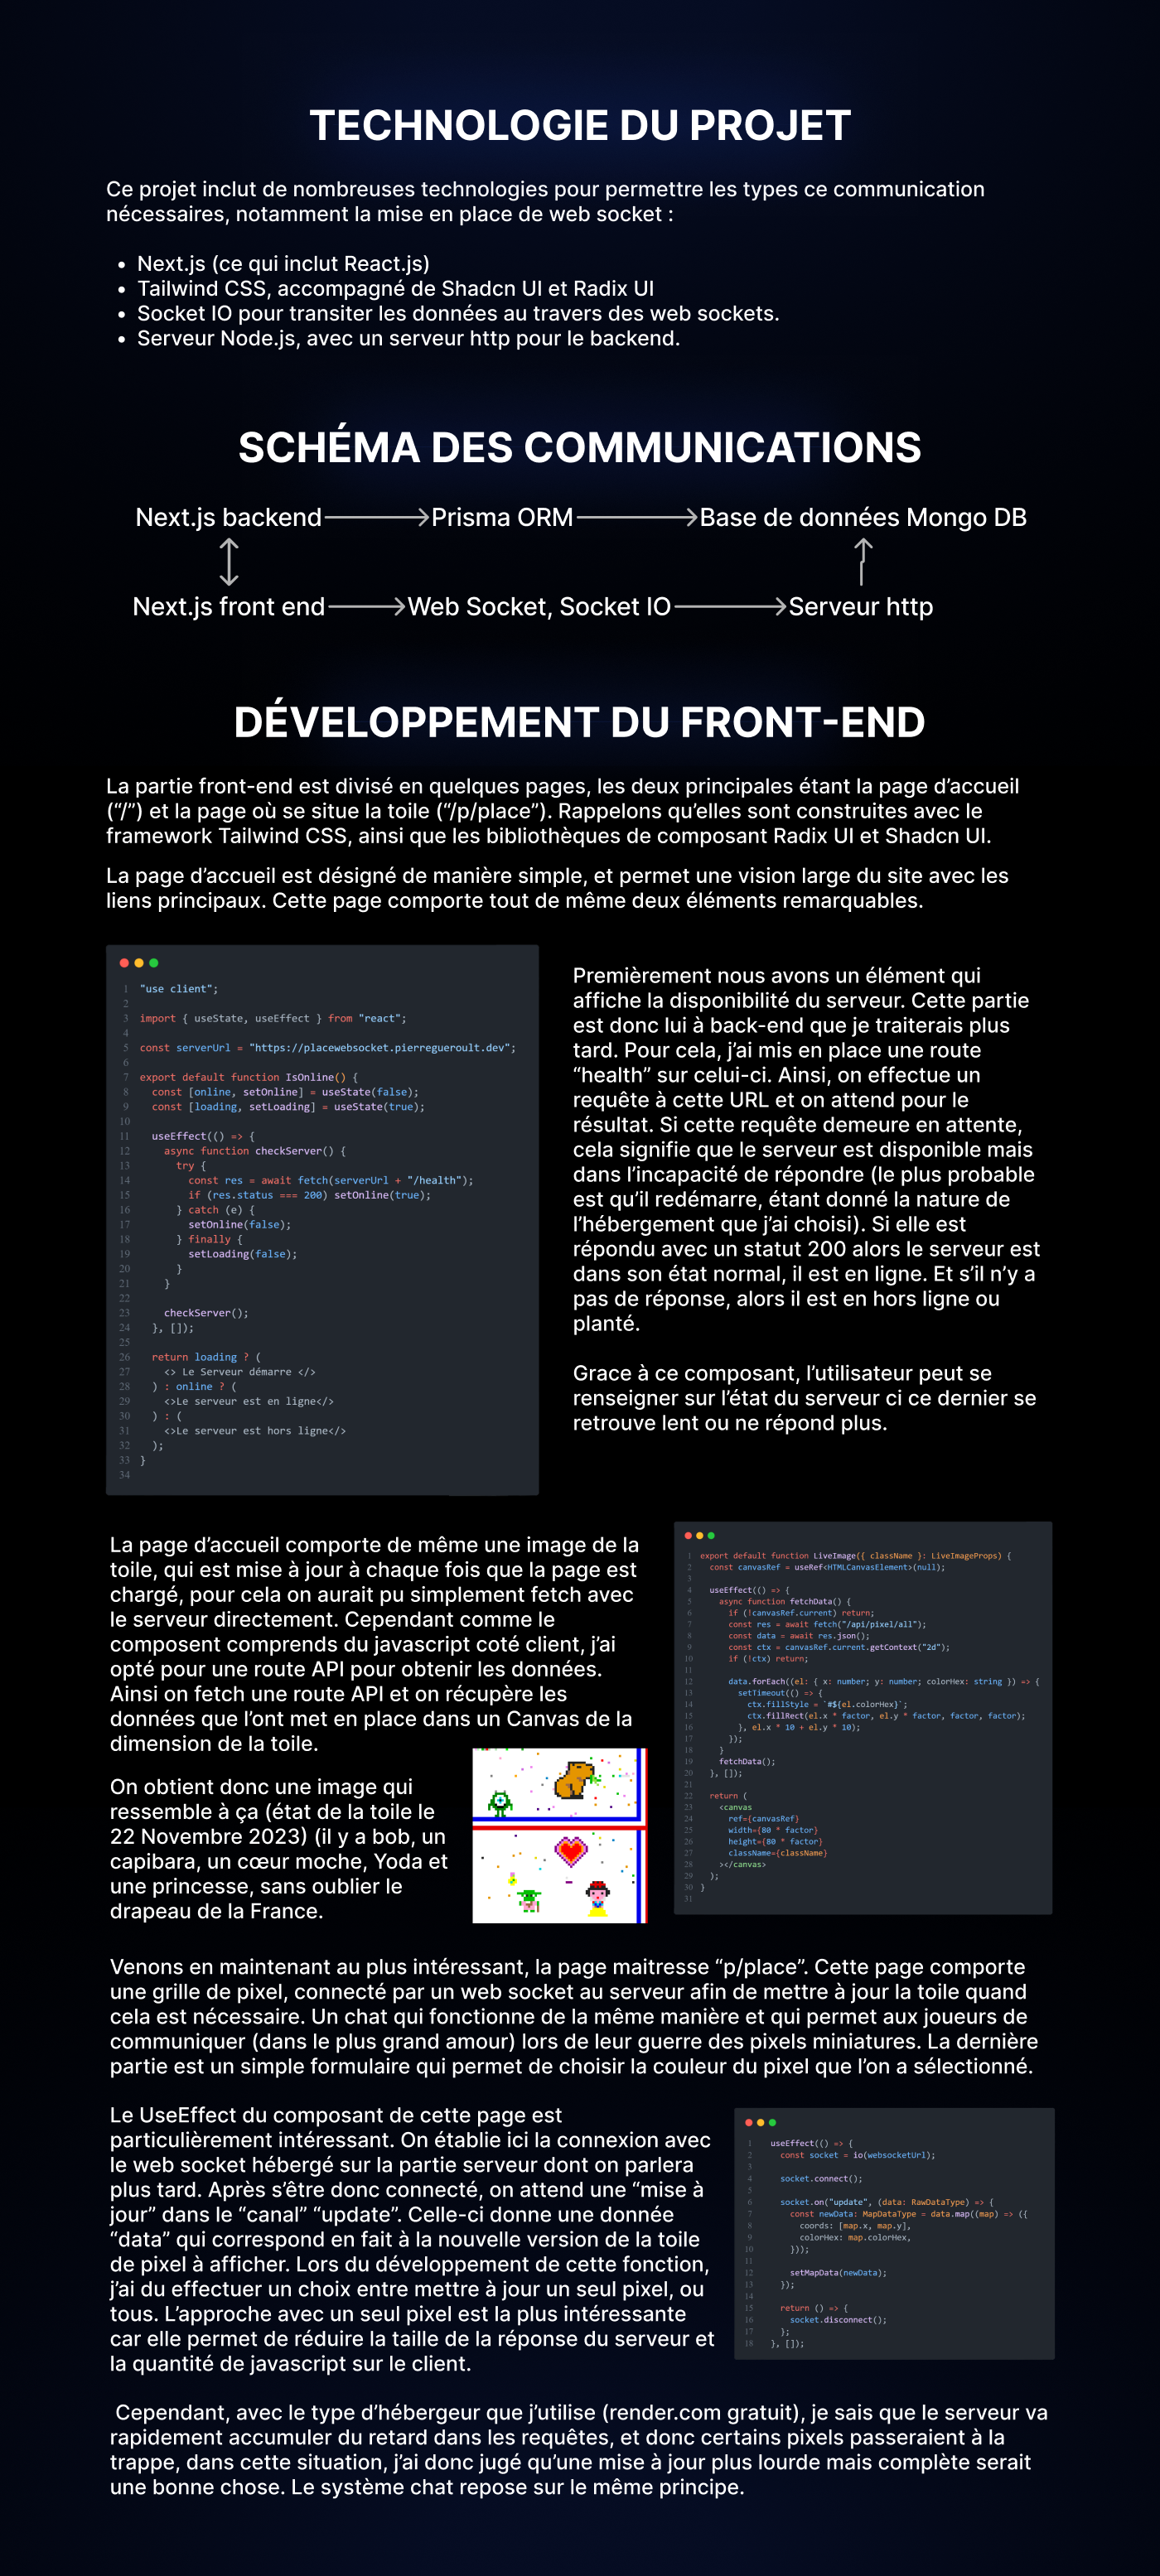 TECHNOLOGIE DU PROJET
Ce projet inclut de nombreuses technologies pour permettre les types ce communication
nécessaires, notamment la mise en place de web socket :
• Next.js (ce qui inclut React.js)
• Tailwind CSS, accompagné de Shadcn UI et Radix UI
• Socket IO pour transiter les données au travers des web sockets.
• Serveur Node.js, avec un serveur http pour le backend.
SCHÉMA DES COMMUNICATIONS
Next.js backend Prisma ORM Base de données Mongo DB
Next.js front end Web Socket, Socket IO Serveur http
DÉVELOPPEMENT DU FRONT-END
La partie front-end est divisé en quelques pages, les deux principales étant la page d’accueil
(“/”) et la page où se situe la toile (“/p/place”). Rappelons qu’elles sont construites avec le
framework Tailwind CSS, ainsi que les bibliothèques de composant Radix UI et Shadcn UI.
La page d’accueil est désigné de manière simple, et permet une vision large du site avec les
liens principaux. Cette page comporte tout de même deux éléments remarquables.
1 "use client";
2
3 import { useState, useEffect } from "react";
4
5 const serverUrl = "https://placewebsocket.pierregueroult.dev";
6
7 export default function IsOnline() {
8 const [online, setOnline] = useState(false);
9 const [loading, setLoading] = useState(true);
10
11 useEffect(() => {
12 async function checkServer() {
13 try {
14 const res = await fetch(serverUrl + "/health");
15 if (res.status === 200) setOnline(true);
16 } catch (e) {
17 setOnline(false);
18 } finally {
19 setLoading(false);
20 }
21 }
22
23 checkServer();
24 }, []);
25
26 return loading ? (
27 <> Le Serveur démarre </>
28 ) : online ? (
29 <>Le serveur est en ligne</>
30 ) : (
31 <>Le serveur est hors ligne</>
32 );
33 }
34
Premièrement nous avons un élément qui
affiche la disponibilité du serveur. Cette partie
est donc lui à back-end que je traiterais plus
tard. Pour cela, j’ai mis en place une route
“health” sur celui-ci. Ainsi, on effectue un
requête à cette URL et on attend pour le
résultat. Si cette requête demeure en attente,
cela signifie que le serveur est disponible mais
dans l’incapacité de répondre (le plus probable
est qu’il redémarre, étant donné la nature de
l’hébergement que j’ai choisi). Si elle est
répondu avec un statut 200 alors le serveur est
dans son état normal, il est en ligne. Et s’il n’y a
pas de réponse, alors il est en hors ligne ou
planté.
Grace à ce composant, l’utilisateur peut se
renseigner sur l’état du serveur ci ce dernier se
retrouve lent ou ne répond plus.
La page d’accueil comporte de même une image de la
toile, qui est mise à jour à chaque fois que la page est
chargé, pour cela on aurait pu simplement fetch avec
le serveur directement. Cependant comme le
composent comprends du javascript coté client, j’ai
opté pour une route API pour obtenir les données.
Ainsi on fetch une route API et on récupère les
données que l’ont met en place dans un Canvas de la
dimension de la toile.
On obtient donc une image qui
ressemble à ça (état de la toile le
22 Novembre 2023) (il y a bob, un
capibara, un cœur moche, Yoda et
une princesse, sans oublier le
drapeau de la France.
1 export default function LiveImage({ className }: LiveImageProps) {
2 const canvasRef = useRef<HTMLCanvasElement>(null);
3
4 useEffect(() => {
5 async function fetchData() {
6 if (!canvasRef.current) return;
7 const res = await fetch("/api/pixel/all");
8 const data = await res.json();
9 const ctx = canvasRef.current.getContext("2d");
10 if (!ctx) return;
11
12 data.forEach((el: { x: number; y: number; colorHex: string }) => {
13 setTimeout(() => {
14 ctx.fillStyle = `#${el.colorHex}`;
15 ctx.fillRect(el.x * factor, el.y * factor, factor, factor);
16 }, el.x * 10 + el.y * 10);
17 });
18 }
19 fetchData();
20 }, []);
21
22 return (
23 <canvas
24 ref={canvasRef}
25 width={80 * factor}
26 height={80 * factor}
27 className={className}
28 ></canvas>
29 );
30 }
31
Venons en maintenant au plus intéressant, la page maitresse “p/place”. Cette page comporte
une grille de pixel, connecté par un web socket au serveur afin de mettre à jour la toile quand
cela est nécessaire. Un chat qui fonctionne de la même manière et qui permet aux joueurs de
communiquer (dans le plus grand amour) lors de leur guerre des pixels miniatures. La dernière
partie est un simple formulaire qui permet de choisir la couleur du pixel que l’on a sélectionné.
Le UseEffect du composant de cette page est
particulièrement intéressant. On établie ici la connexion avec
le web socket hébergé sur la partie serveur dont on parlera
plus tard. Après s’être donc connecté, on attend une “mise à
jour” dans le “canal” “update”. Celle-ci donne une donnée
“data” qui correspond en fait à la nouvelle version de la toile
de pixel à afficher. Lors du développement de cette fonction,
j’ai du effectuer un choix entre mettre à jour un seul pixel, ou
tous. L’approche avec un seul pixel est la plus intéressante
car elle permet de réduire la taille de la réponse du serveur et
la quantité de javascript sur le client.
1 useEffect(() => {
2 const socket = io(websocketUrl);
3
4 socket.connect();
5
6 socket.on("update", (data: RawDataType) => {
7 const newData: MapDataType = data.map((map) => ({
8 coords: [map.x, map.y],
9 colorHex: map.colorHex,
10 }));
11
12 setMapData(newData);
13 });
14
15 return () => {
16 socket.disconnect();
17 };
18 }, []);
Cependant, avec le type d’hébergeur que j’utilise (render.com gratuit), je sais que le serveur va
rapidement accumuler du retard dans les requêtes, et donc certains pixels passeraient à la
trappe, dans cette situation, j’ai donc jugé qu’une mise à jour plus lourde mais complète serait
une bonne chose. Le système chat repose sur le même principe.